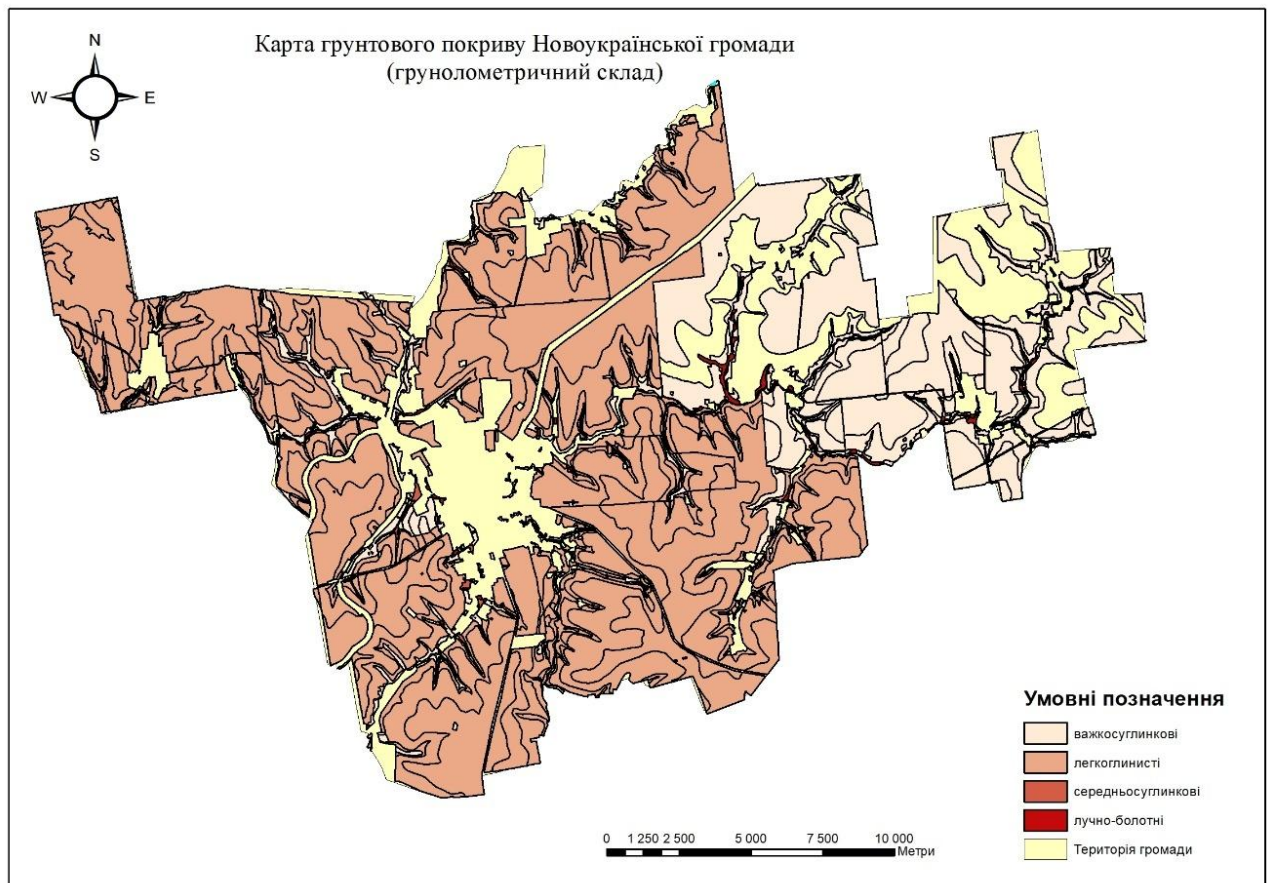 Карта грунтового покриву Новоукраїнської громади
(грунолометричний склад)
N
W E
S
Умовні позначення
важкосуглинкові
легкоглинисті
середньосуглинкові
лучно-болотні
Територія громади
0 1 250 2 500 5 000 7 500 10 000
Метри